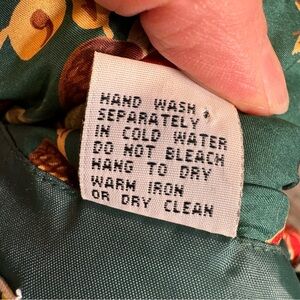 HAND WASH
SEPARATELY
IN COLD WATER
DO NOT BLEACH
HANG TO DRY
WARM IRON
OR DRY CLEAN